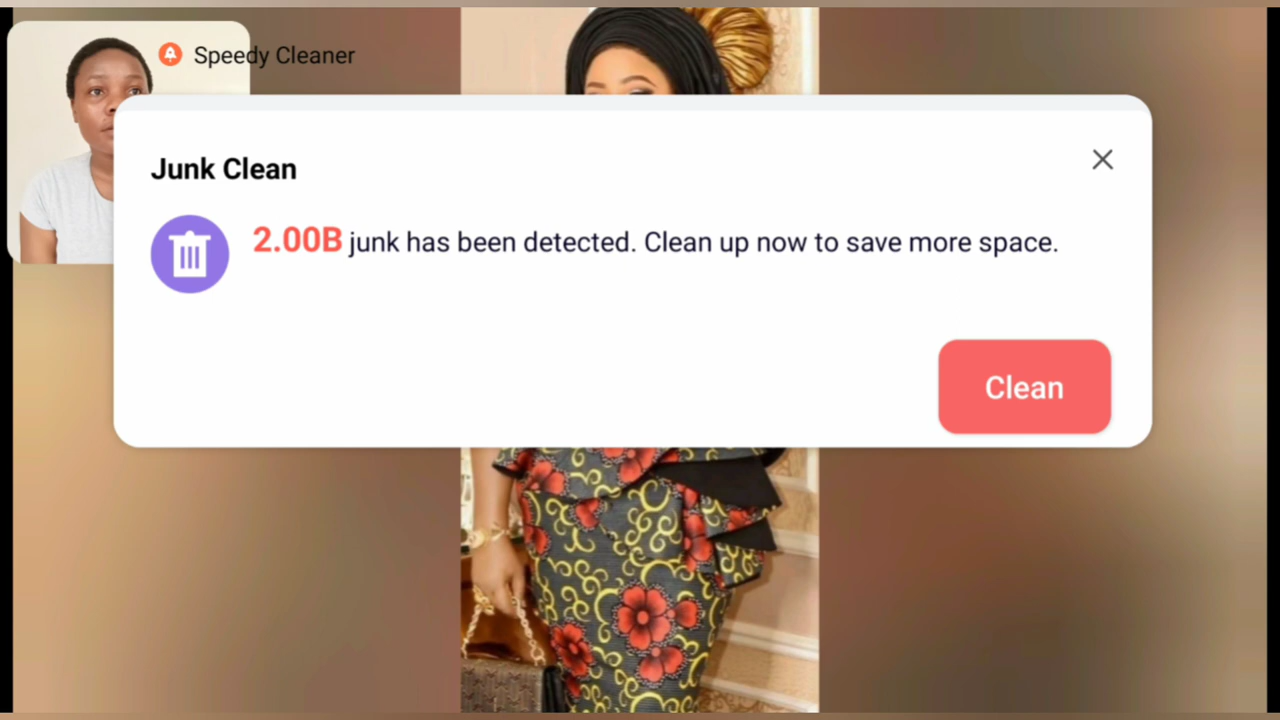 Speedy Cleaner
Junk Clean
2.00B junk has been detected. Clean up now to save more space.
Clean